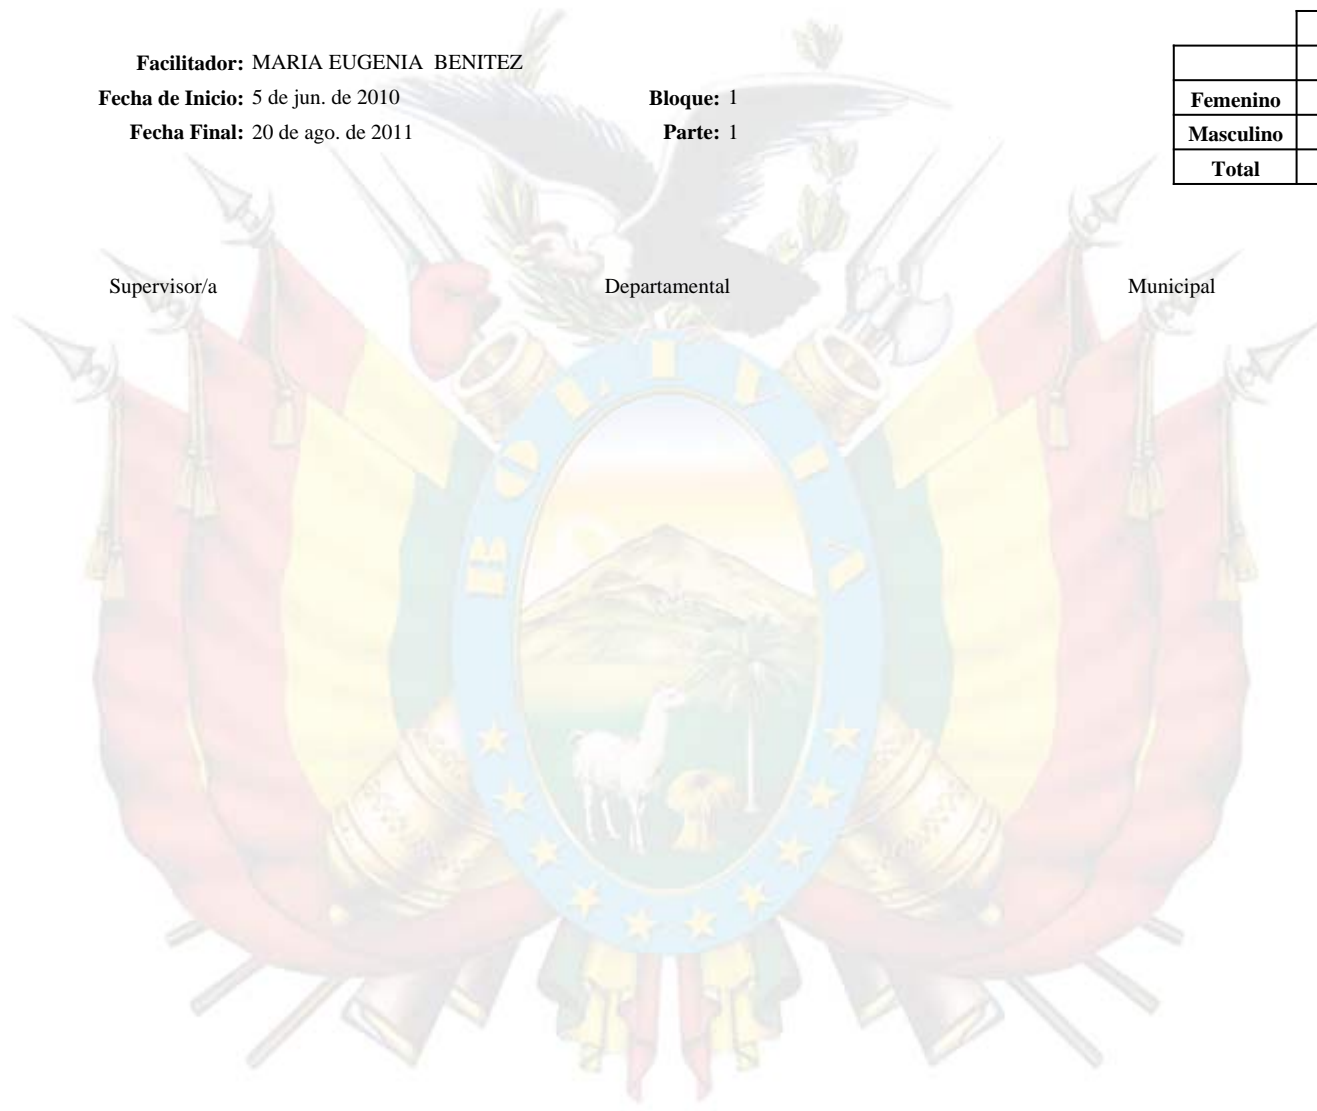 Facilitador: MARIA EUGENIA BENITEZ
Fecha de Inicio: 5 de jun. de 2010 Bloque: 1
Fecha Final: 20 de ago. de 2011 Parte: 1
Femenino
Masculino
Total
Supervisor/a Departamental Municipal
BOLIVIA